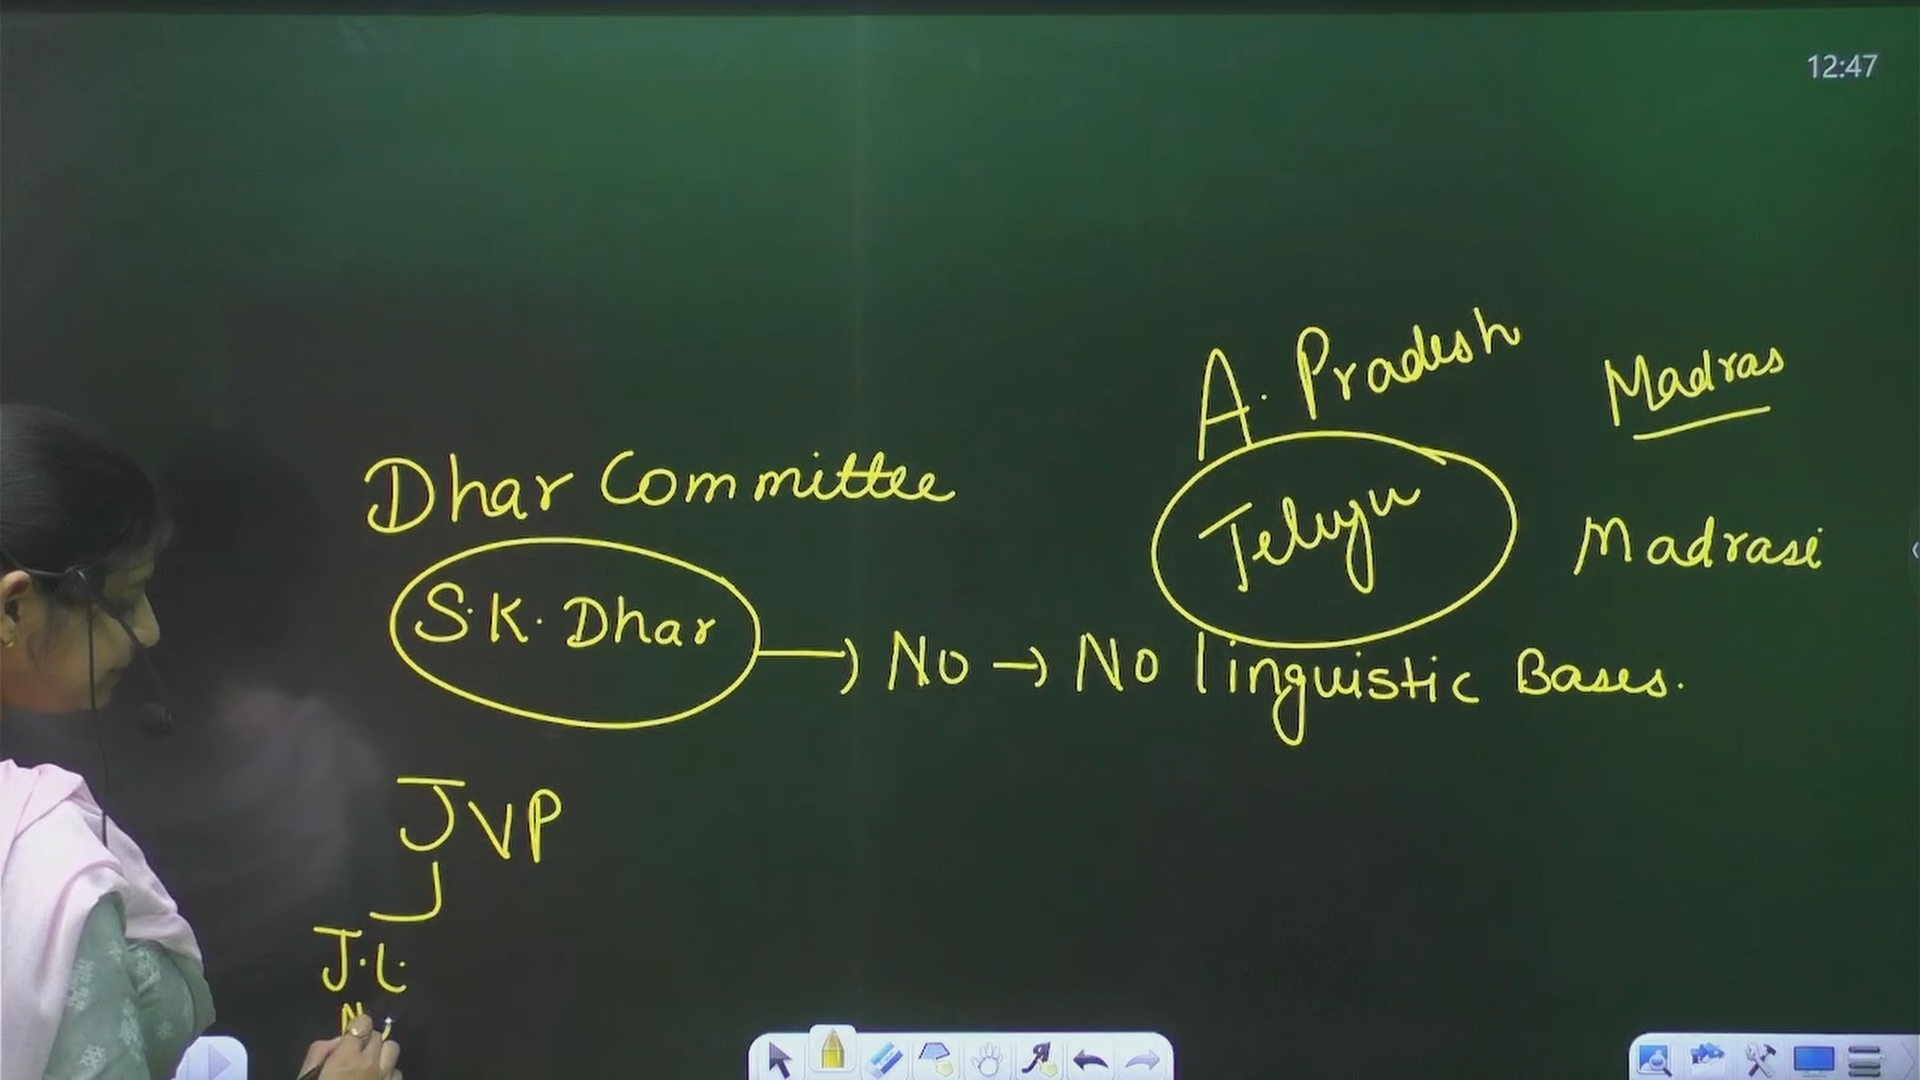 12:47
A. Pradesh
Madras
Dhar Committee
Telugu
Madrasi
S.K. Dhar → No → No linguistic Bases.
JVP
J.L.
N